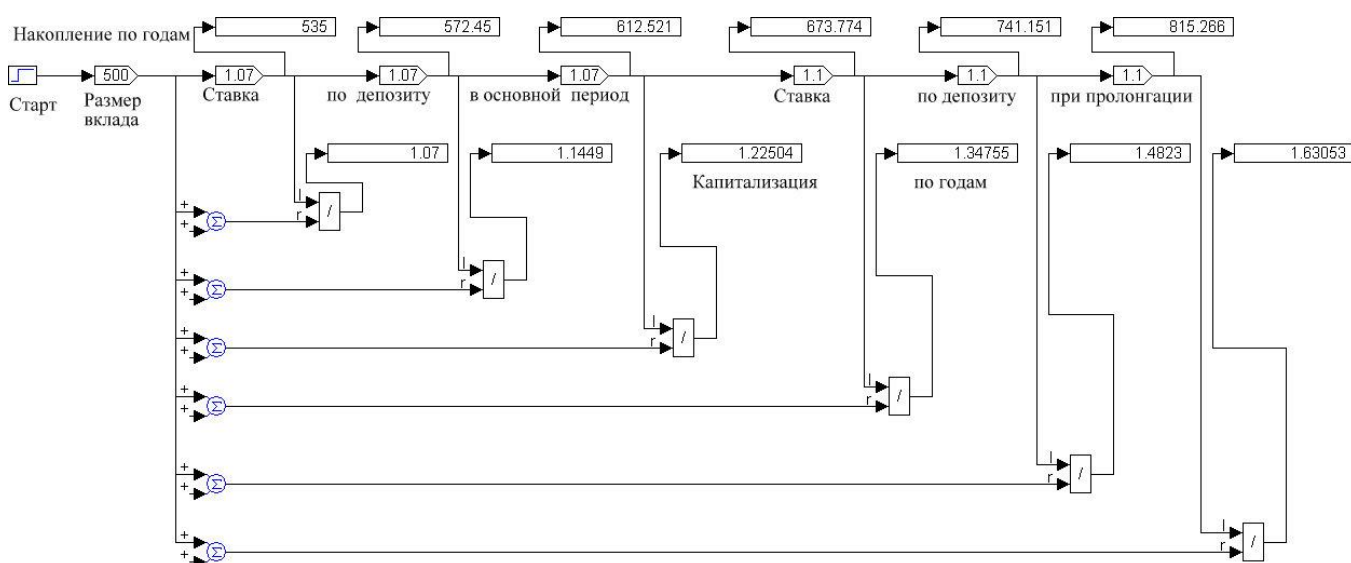 535 572.45 612.521 673.774 741.151 815.266
Накопление по годам
500 1.07 1.07 1.07 1.1 1.1 1.1
Старт Размер вклада Ставка по депозиту в основной период Ставка по депозиту при пролонгации
1.07 1.1449 1.22504 1.34755 1.4823 1.63053
Капитализация по годам
+ + Σ l r /
+ + Σ l r /
+ + Σ l r /
+ + Σ l r /
+ + Σ l r /
+ + Σ l r /